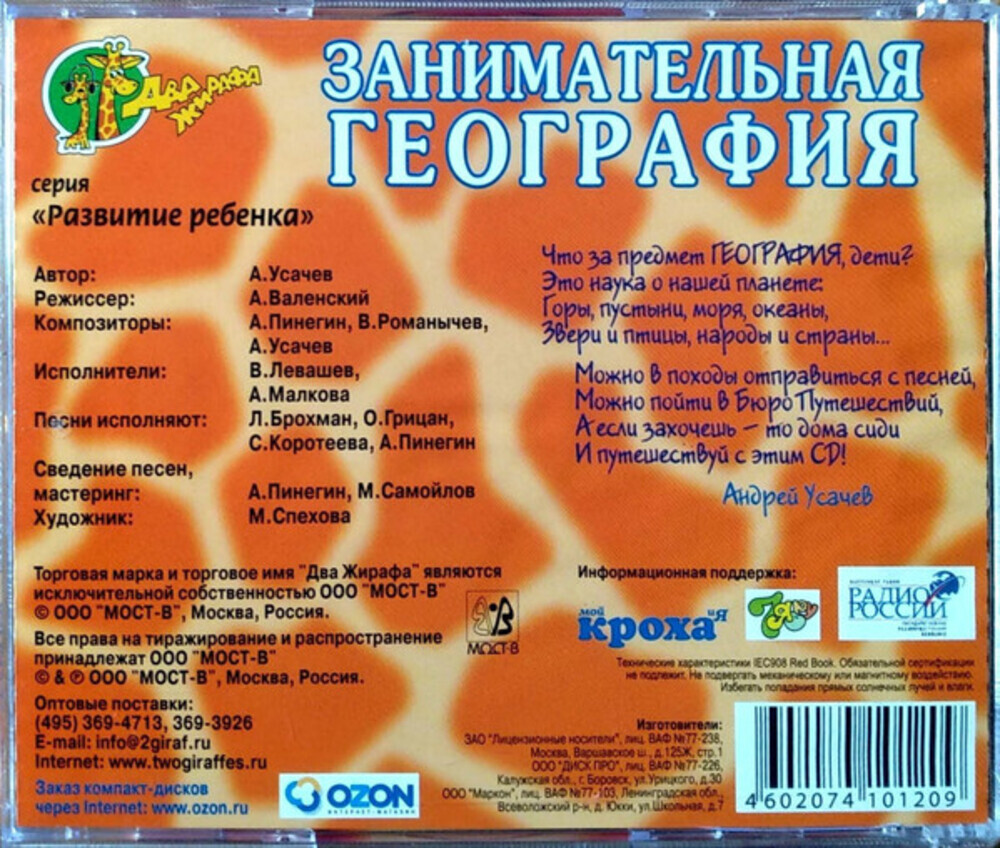 Два
Жирафа
ЗАНИМАТЕЛЬНАЯ
ГЕОГРАФИЯ
серия
«Развитие ребенка»
Автор: А.Усачев
Режиссер: А.Валенский
Композиторы: А.Пинегин, В.Романычев,
А.Усачев
Исполнители: В.Левашев,
А.Малкова
Песни исполняют: Л.Брохман, О.Грицан,
С.Коротеева, А.Пинегин
Сведение песен,
мастеринг: А.Пинегин, М.Самойлов
Художник: М.Спехова
Что за предмет ГЕОГРАФИЯ, дети?
Это наука о нашей планете:
Горы, пустыни, моря, океаны,
Звери и птицы, народы и страны...
Можно в походы отправиться с песней,
Можно пойти в Бюро Путешествий,
А если захочешь – то дома сиди
И путешествуй с этим CD!
Андрей Усачев
Торговая марка и торговое имя "Два Жирафа" являются
исключительной собственностью ООО "МОСТ-В"
© ООО "МОСТ-В", Москва, Россия.
Все права на тиражирование и распространение
принадлежат ООО "МОСТ-В"
© & ℗ ООО "МОСТ-В", Москва, Россия.
МОСТ-В
Оптовые поставки:
(495) 369-4713, 369-3926
E-mail: info@2giraf.ru
Internet: www.twogiraffes.ru
Заказ компакт-дисков
через Internet: www.ozon.ru
OZON
ИНТЕРНЕТ-МАГАЗИН
Информационная поддержка:
мой
кроха и я
7Я
РАДИО
РОССИИ
Технические характеристики IEC908 Red Book. Обязательной сертификации
не подлежит. Не подвергать механическому или магнитному воздействию.
Избегать попадания прямых солнечных лучей и влаги.
Изготовители:
ЗАО "Лицензионные носители", лиц. ВАФ №77-238,
Москва, Варшавское ш., д.125Ж, стр.1
ООО "ДИСК ПРО", лиц. ВАФ №77-226,
Калужская обл., г. Боровск, ул.Урицкого, д.30
ООО "Маркон", лиц. ВАФ №77-103, Ленинградская обл.,
Всеволожский р-н, д. Юкки, ул.Школьная, д.7
4602074101209